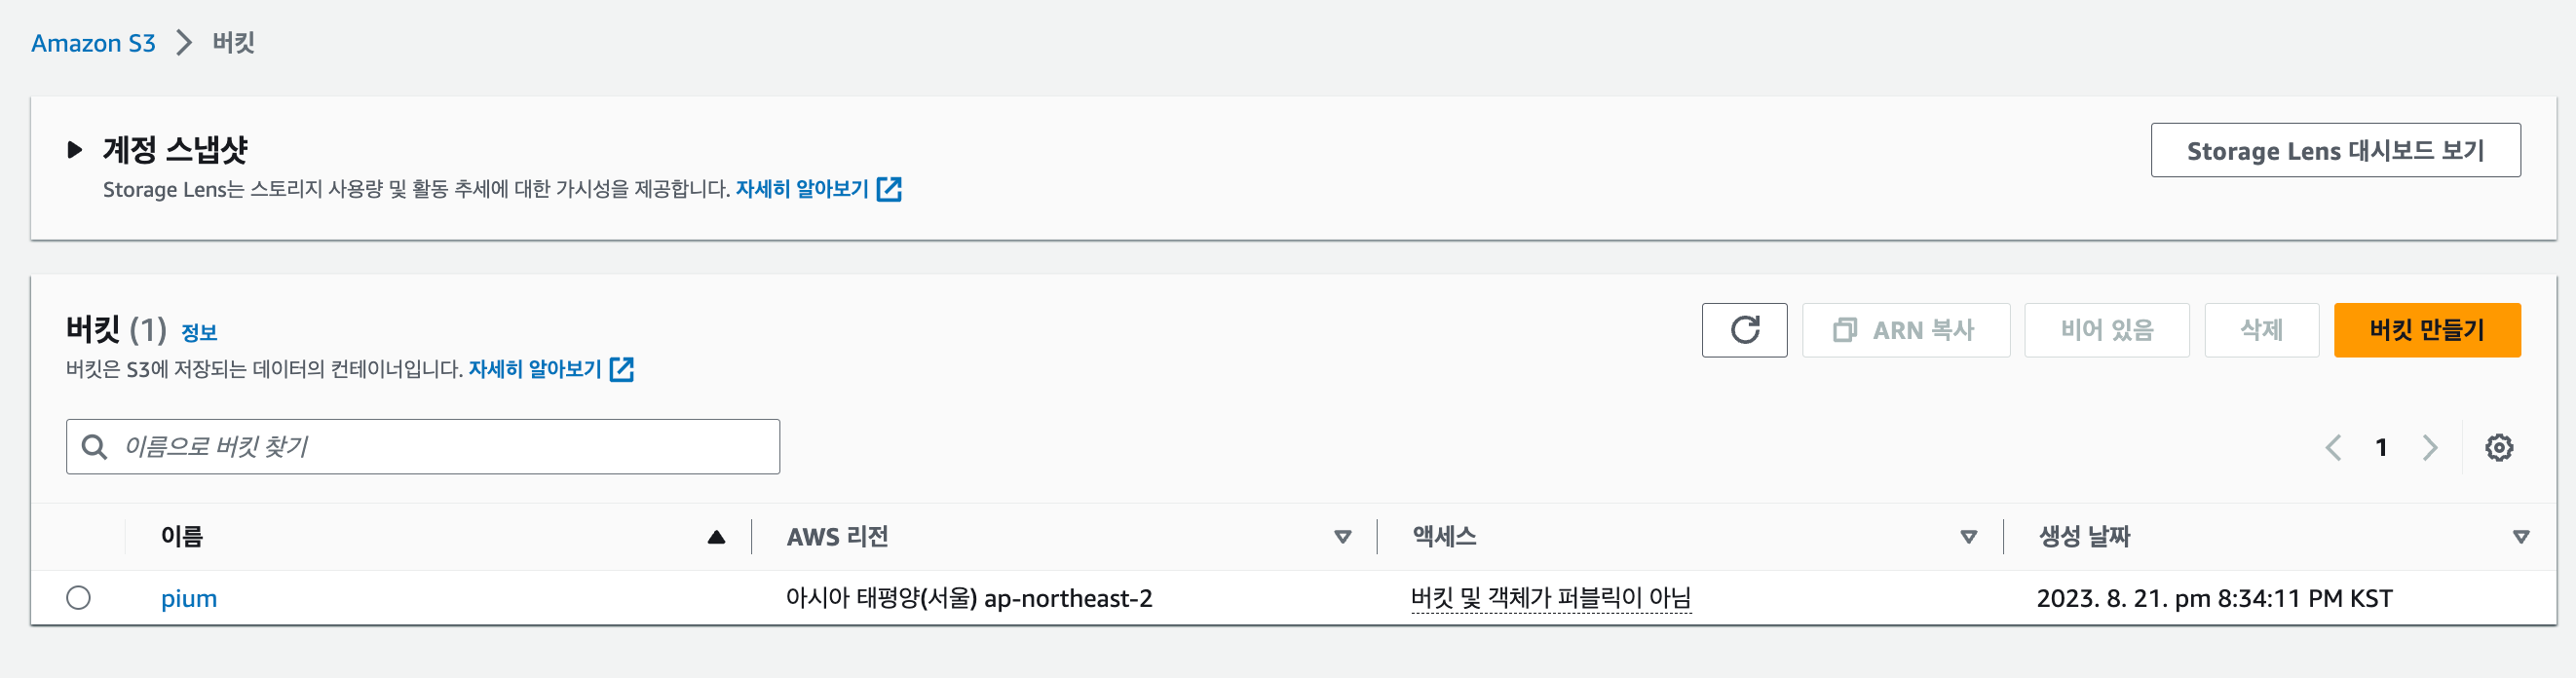 Amazon S3 > 버킷
계정 스냅샷
Storage Lens 대시보드 보기
Storage Lens는 스토리지 사용량 및 활동 추세에 대한 가시성을 제공합니다. 자세히 알아보기
버킷 (1) 정보
ARN 복사 비어 있음 삭제 버킷 만들기
버킷은 S3에 저장되는 데이터의 컨테이너입니다. 자세히 알아보기
이름으로 버킷 찾기
1
이름 AWS 리전 액세스 생성 날짜
pium 아시아 태평양(서울) ap-northeast-2 버킷 및 객체가 퍼블릭이 아님 2023. 8. 21. pm 8:34:11 PM KST